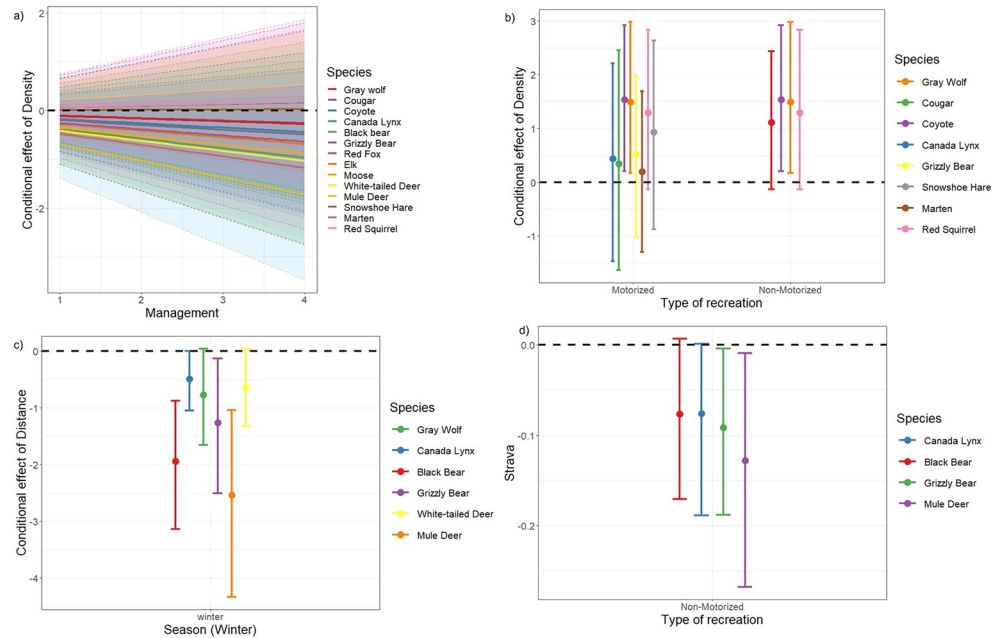 a)
Conditional effect of Density
2
0
-2
1
2
3
4
Management
Species
Gray wolf
Cougar
Coyote
Canada Lynx
Black bear
Grizzly Bear
Red Fox
Elk
Moose
White-tailed Deer
Mule Deer
Snowshoe Hare
Marten
Red Squirrel
b)
Conditional effect of Density
3
2
1
0
-1
Motorized
Non-Motorized
Type of recreation
Species
Gray Wolf
Cougar
Coyote
Canada Lynx
Grizzly Bear
Snowshoe Hare
Marten
Red Squirrel
c)
Conditional effect of Distance
0
-1
-2
-3
-4
winter
Season (Winter)
Species
Gray Wolf
Canada Lynx
Black Bear
Grizzly Bear
White-tailed Deer
Mule Deer
d)
Strava
0.0
-0.1
-0.2
Non-Motorized
Type of recreation
Species
Canada Lynx
Black Bear
Grizzly Bear
Mule Deer